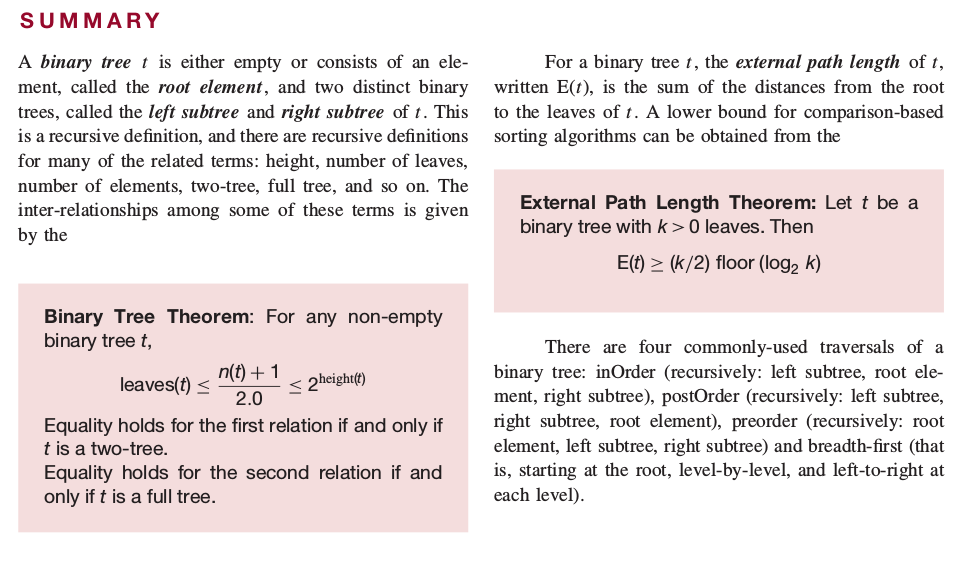 SUMMARY
A binary tree t is either empty or consists of an ele-
ment, called the root element, and two distinct binary
trees, called the left subtree and right subtree of t. This
is a recursive definition, and there are recursive definitions
for many of the related terms: height, number of leaves,
number of elements, two-tree, full tree, and so on. The
inter-relationships among some of these terms is given
by the
Binary Tree Theorem: For any non-empty
binary tree t,
leaves(t) ≤ n(t) + 1 / 2.0 ≤ 2^height(t)
Equality holds for the first relation if and only if
t is a two-tree.
Equality holds for the second relation if and
only if t is a full tree.
For a binary tree t, the external path length of t,
written E(t), is the sum of the distances from the root
to the leaves of t. A lower bound for comparison-based
sorting algorithms can be obtained from the
External Path Length Theorem: Let t be a
binary tree with k > 0 leaves. Then
E(t) ≥ (k/2) floor (log₂ k)
There are four commonly-used traversals of a
binary tree: inOrder (recursively: left subtree, root ele-
ment, right subtree), postOrder (recursively: left subtree,
right subtree, root element), preorder (recursively: root
element, left subtree, right subtree) and breadth-first (that
is, starting at the root, level-by-level, and left-to-right at
each level).